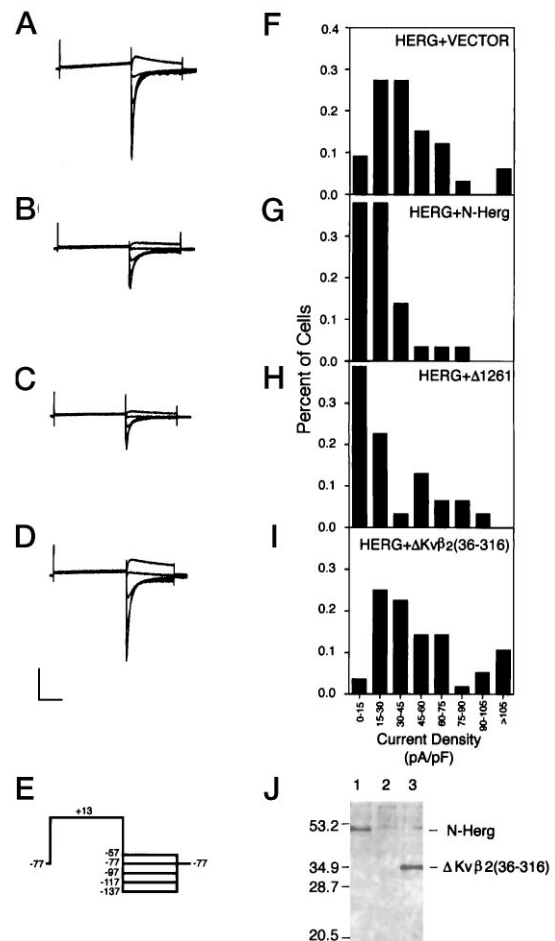 A
B
C
D
E
+13
-77
-57
-77
-97
-117
-137
-77
F
HERG+VECTOR
0.4
0.3
0.2
0.1
0.0
G
HERG+N-Herg
0.3
0.2
0.1
0.0
H
HERG+Δ1261
0.3
0.2
0.1
0.0
I
HERG+ΔKvβ2(36-316)
0.3
0.2
0.1
0.0
Percent of Cells
0-15
15-30
30-45
45-60
60-75
75-90
90-105
>105
Current Density
(pA/pF)
J
1 2 3
53.2
34.9
28.7
20.5
N-Herg
ΔKvβ2(36-316)